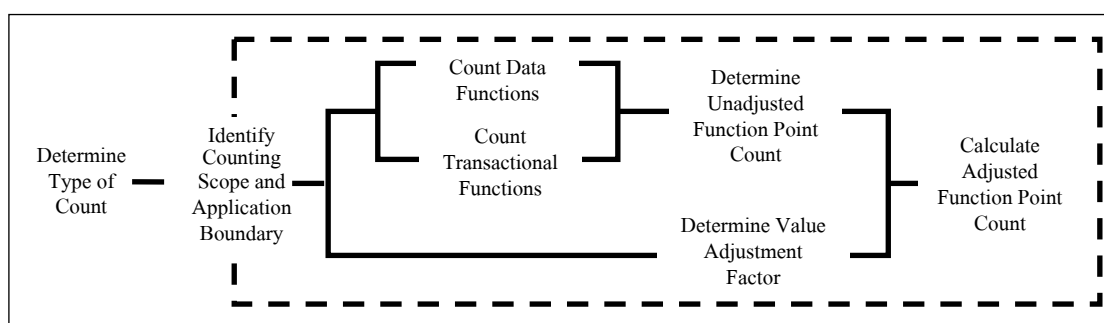 Determine
Type of
Count
Identify
Counting
Scope and
Application
Boundary
Count Data
Functions
Count
Transactional
Functions
Determine
Unadjusted
Function Point
Count
Determine Value
Adjustment
Factor
Calculate
Adjusted
Function Point
Count